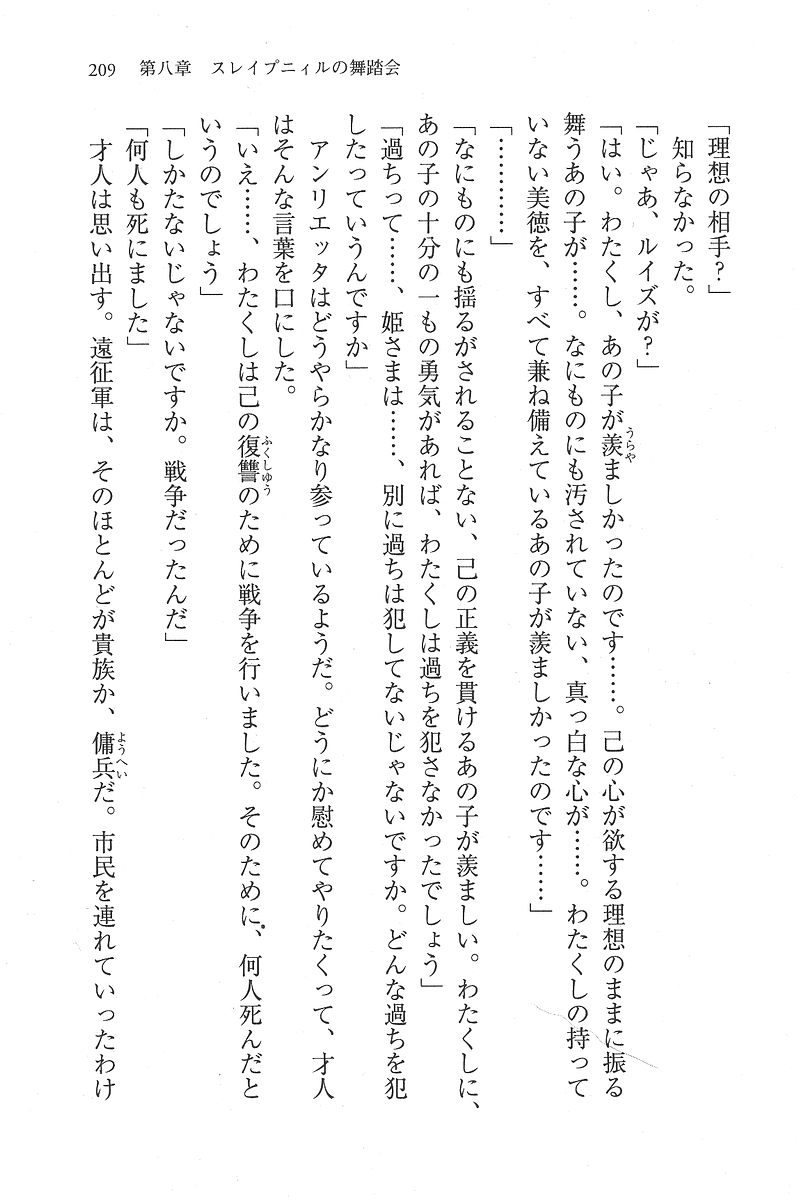 209 第八章 スレイプニィルの舞踏会
「理想の相手？」
知らなかった。
「じゃあ、ルイズが？」
「はい。わたくし、あの子が羨ましかったのです……。己の心が欲する理想のままに振る
舞うあの子が……。なにものにも汚されていない、真っ白な心が……。わたくしの持って
いない美徳を、すべて兼ね備えているあの子が羨ましかったのです……」
「…………」
「なにものにも揺るがされることない、己の正義を貫けるあの子が羨ましい。わたくしに、
あの子の十分の一もの勇気があれば、わたくしは過ちを犯さなかったでしょう」
「過ちって……、姫さまは……、別に過ちは犯してないじゃないですか。どんな過ちを犯
したっていうんですか」
アンリエッタはどうやらかなり参っているようだ。どうにか慰めてやりたくって、才人
はそんな言葉を口にした。
「いえ……、わたくしは己の復讐のために戦争を行いました。そのために、何人死んだと
いうのでしょう」
「しかたないじゃないですか。戦争だったんだ」
「何人も死にました」
才人は思い出す。遠征軍は、そのほとんどが貴族か、傭兵だ。市民を連れていったわけ